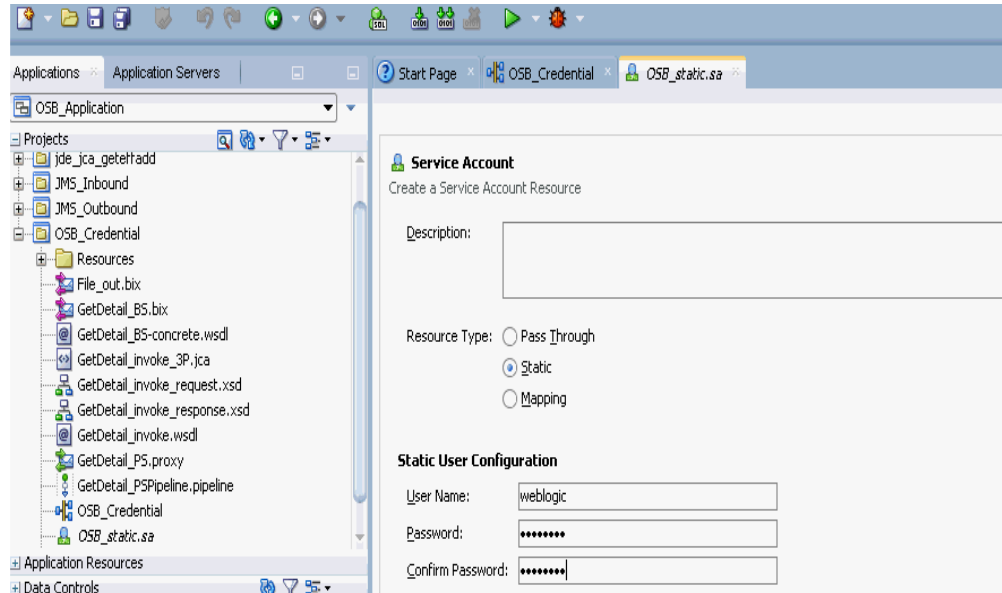 SQL
Applications
Application Servers
Start Page
OSB_Credential
OSB_static.sa
OSB_Application
Projects
JMS_Inbound
JMS_Outbound
OSB_Credential
Resources
File_out.bix
GetDetail_BS.bix
GetDetail_BS-concrete.wsdl
GetDetail_invoke_3P.jca
GetDetail_invoke_request.xsd
GetDetail_invoke_response.xsd
GetDetail_invoke.wsdl
GetDetail_PS.proxy
GetDetail_PSPipeline.pipeline
OSB_Credential
OSB_static.sa
Application Resources
Data Controls
Service Account
Create a Service Account Resource
Description:
Resource Type:
Pass Through
Static
Mapping
Static User Configuration
User Name: weblogic
Password: ••••••••
Confirm Password: ••••••••